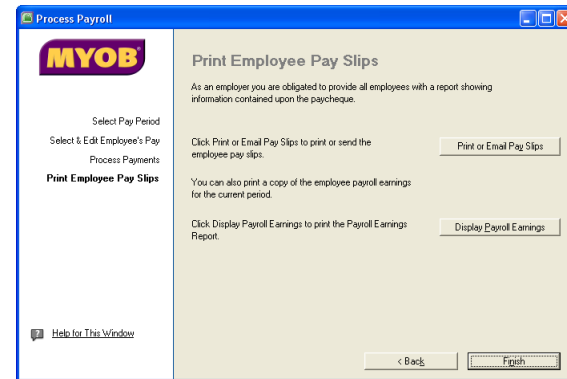 Process Payroll
MYOB
Select Pay Period
Select & Edit Employee's Pay
Process Payments
Print Employee Pay Slips
Help for This Window
Print Employee Pay Slips
As an employer you are obligated to provide all employees with a report showing
information contained upon the paycheque.
Click Print or Email Pay Slips to print or send the
employee pay slips.
Print or Email Pay Slips
You can also print a copy of the employee payroll earnings
for the current period.
Click Display Payroll Earnings to print the Payroll Earnings
Report.
Display Payroll Earnings
< Back
Finish